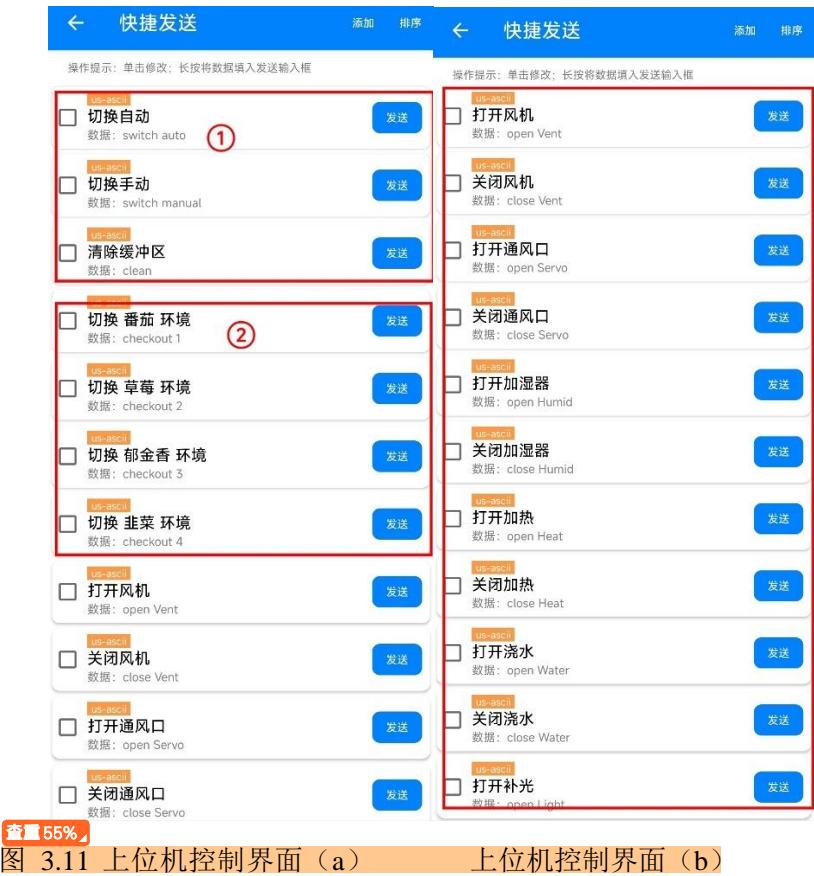 ← 快捷发送 添加 排序
操作提示：单击修改；长按将数据填入发送输入框
us-ascii
切换自动
数据：switch auto
发送
①
us-ascii
切换手动
数据：switch manual
发送
us-ascii
清除缓冲区
数据：clean
发送
切换 番茄 环境
数据：checkout 1
发送
②
us-ascii
切换 草莓 环境
数据：checkout 2
发送
us-ascii
切换 郁金香 环境
数据：checkout 3
发送
us-ascii
切换 韭菜 环境
数据：checkout 4
发送
us-ascii
打开风机
数据：open Vent
发送
us-ascii
关闭风机
数据：close Vent
发送
us-ascii
打开通风口
数据：open Servo
发送
us-ascii
关闭通风口
数据：close Servo
发送
← 快捷发送 添加 排序
操作提示：单击修改；长按将数据填入发送输入框
us-ascii
打开风机
数据：open Vent
发送
us-ascii
关闭风机
数据：close Vent
发送
us-ascii
打开通风口
数据：open Servo
发送
us-ascii
关闭通风口
数据：close Servo
发送
us-ascii
打开加湿器
数据：open Humid
发送
us-ascii
关闭加湿器
数据：close Humid
发送
us-ascii
打开加热
数据：open Heat
发送
us-ascii
关闭加热
数据：close Heat
发送
us-ascii
打开浇水
数据：open Water
发送
us-ascii
关闭浇水
数据：close Water
发送
us-ascii
打开补光
数据：open Light
发送
查重55%
图 3.11 上位机控制界面（a） 上位机控制界面（b）